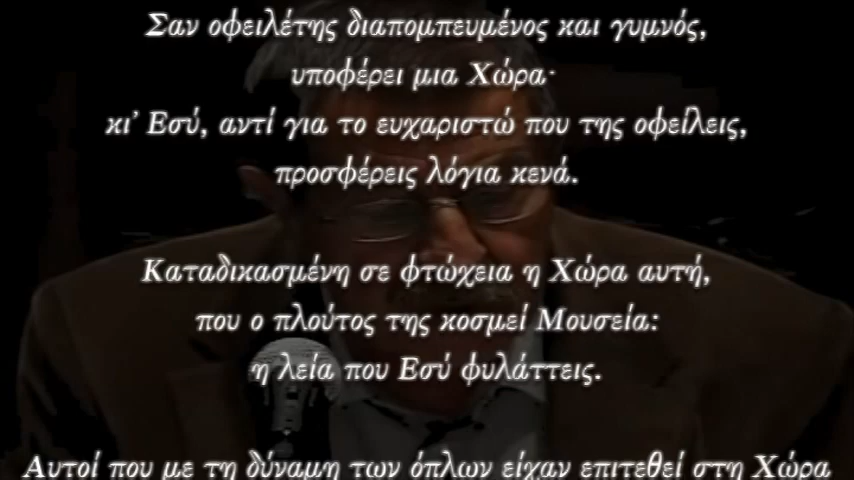 Σαν οφειλέτης διαπομπευμένος και γυμνός,
υποφέρει μια Χώρα·
κι' Εσύ, αντί για το ευχαριστώ που της οφείλεις,
προσφέρεις λόγια κενά.
Καταδικασμένη σε φτώχεια η Χώρα αυτή,
που ο πλούτος της κοσμεί Μουσεία:
η λεία που Εσύ φυλάττεις.
Αυτοί που με τη δύναμη των όπλων είχαν επιτεθεί στη Χώρα